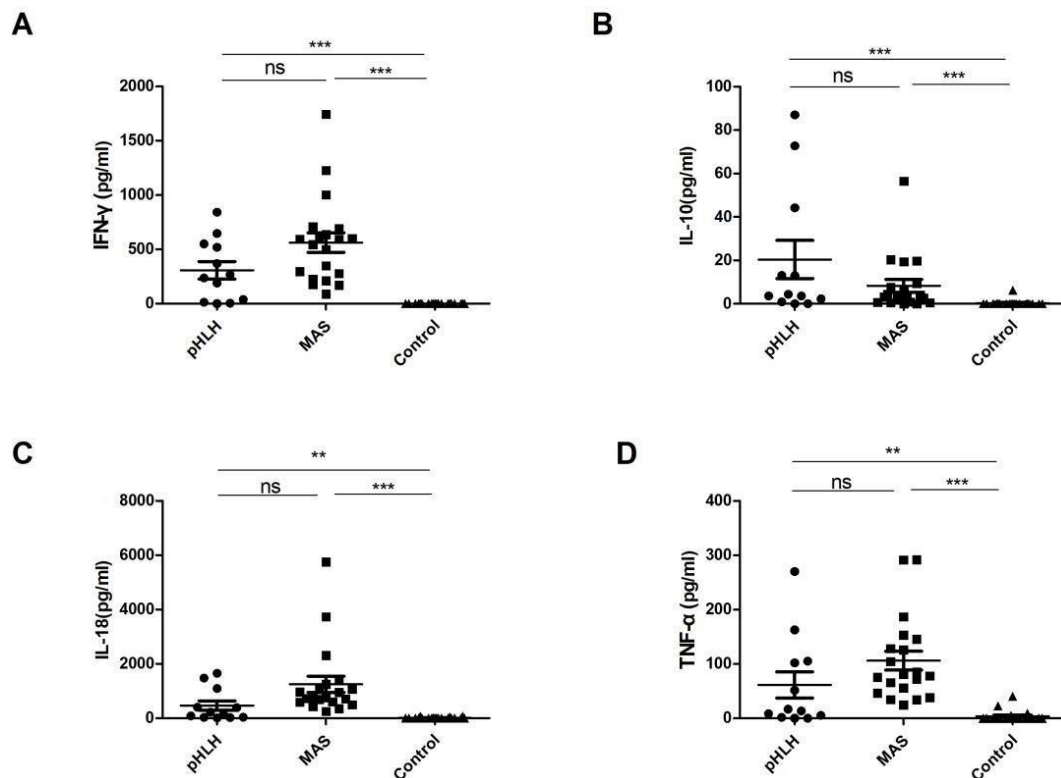 A
***
ns
***
IFN-γ (pg/ml)
2000
1500
1000
500
0
pHLH
MAS
Control
B
***
ns
***
IL-10(pg/ml)
100
80
60
40
20
0
pHLH
MAS
Control
C
**
ns
***
IL-18(pg/ml)
8000
6000
4000
2000
0
pHLH
MAS
Control
D
**
ns
***
TNF-α (pg/ml)
400
300
200
100
0
pHLH
MAS
Control